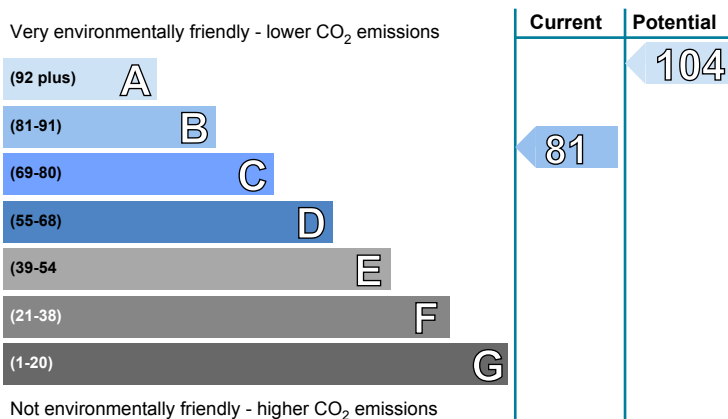 Current Potential
Very environmentally friendly - lower CO2 emissions
(92 plus) A 104
(81-91) B 81
(69-80) C
(55-68) D
(39-54 E
(21-38) F
(1-20) G
Not environmentally friendly - higher CO2 emissions